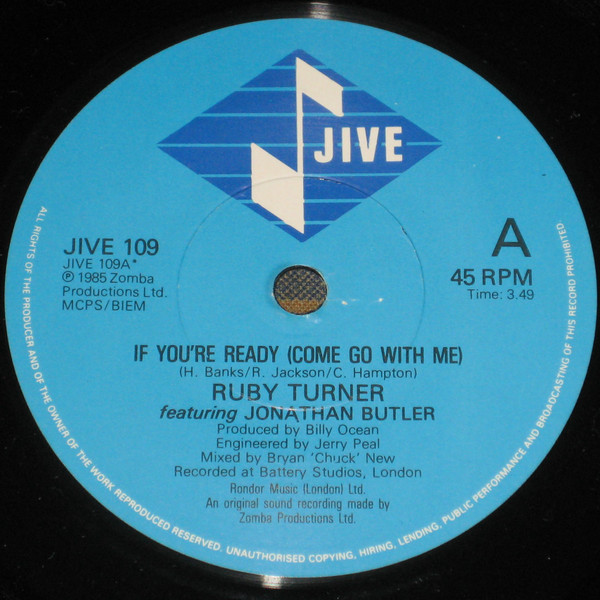 JIVE
JIVE 109
JIVE 109A*
℗ 1985 Zomba
Productions Ltd.
MCPS/BIEM
A
45 RPM
Time: 3.49
IF YOU'RE READY (COME GO WITH ME)
(H. Banks/R. Jackson/C. Hampton)
RUBY TURNER
featuring JONATHAN BUTLER
Produced by Billy Ocean
Engineered by Jerry Peal
Mixed by Bryan 'Chuck' New
Recorded at Battery Studios, London
Rondor Music (London) Ltd.
An original sound recording made by
Zomba Productions Ltd.
ALL RIGHTS OF THE PRODUCER AND OF THE OWNER OF THE WORK REPRODUCED RESERVED. UNAUTHORISED COPYING, HIRING, LENDING, PUBLIC PERFORMANCE AND BROADCASTING OF THIS RECORD PROHIBITED